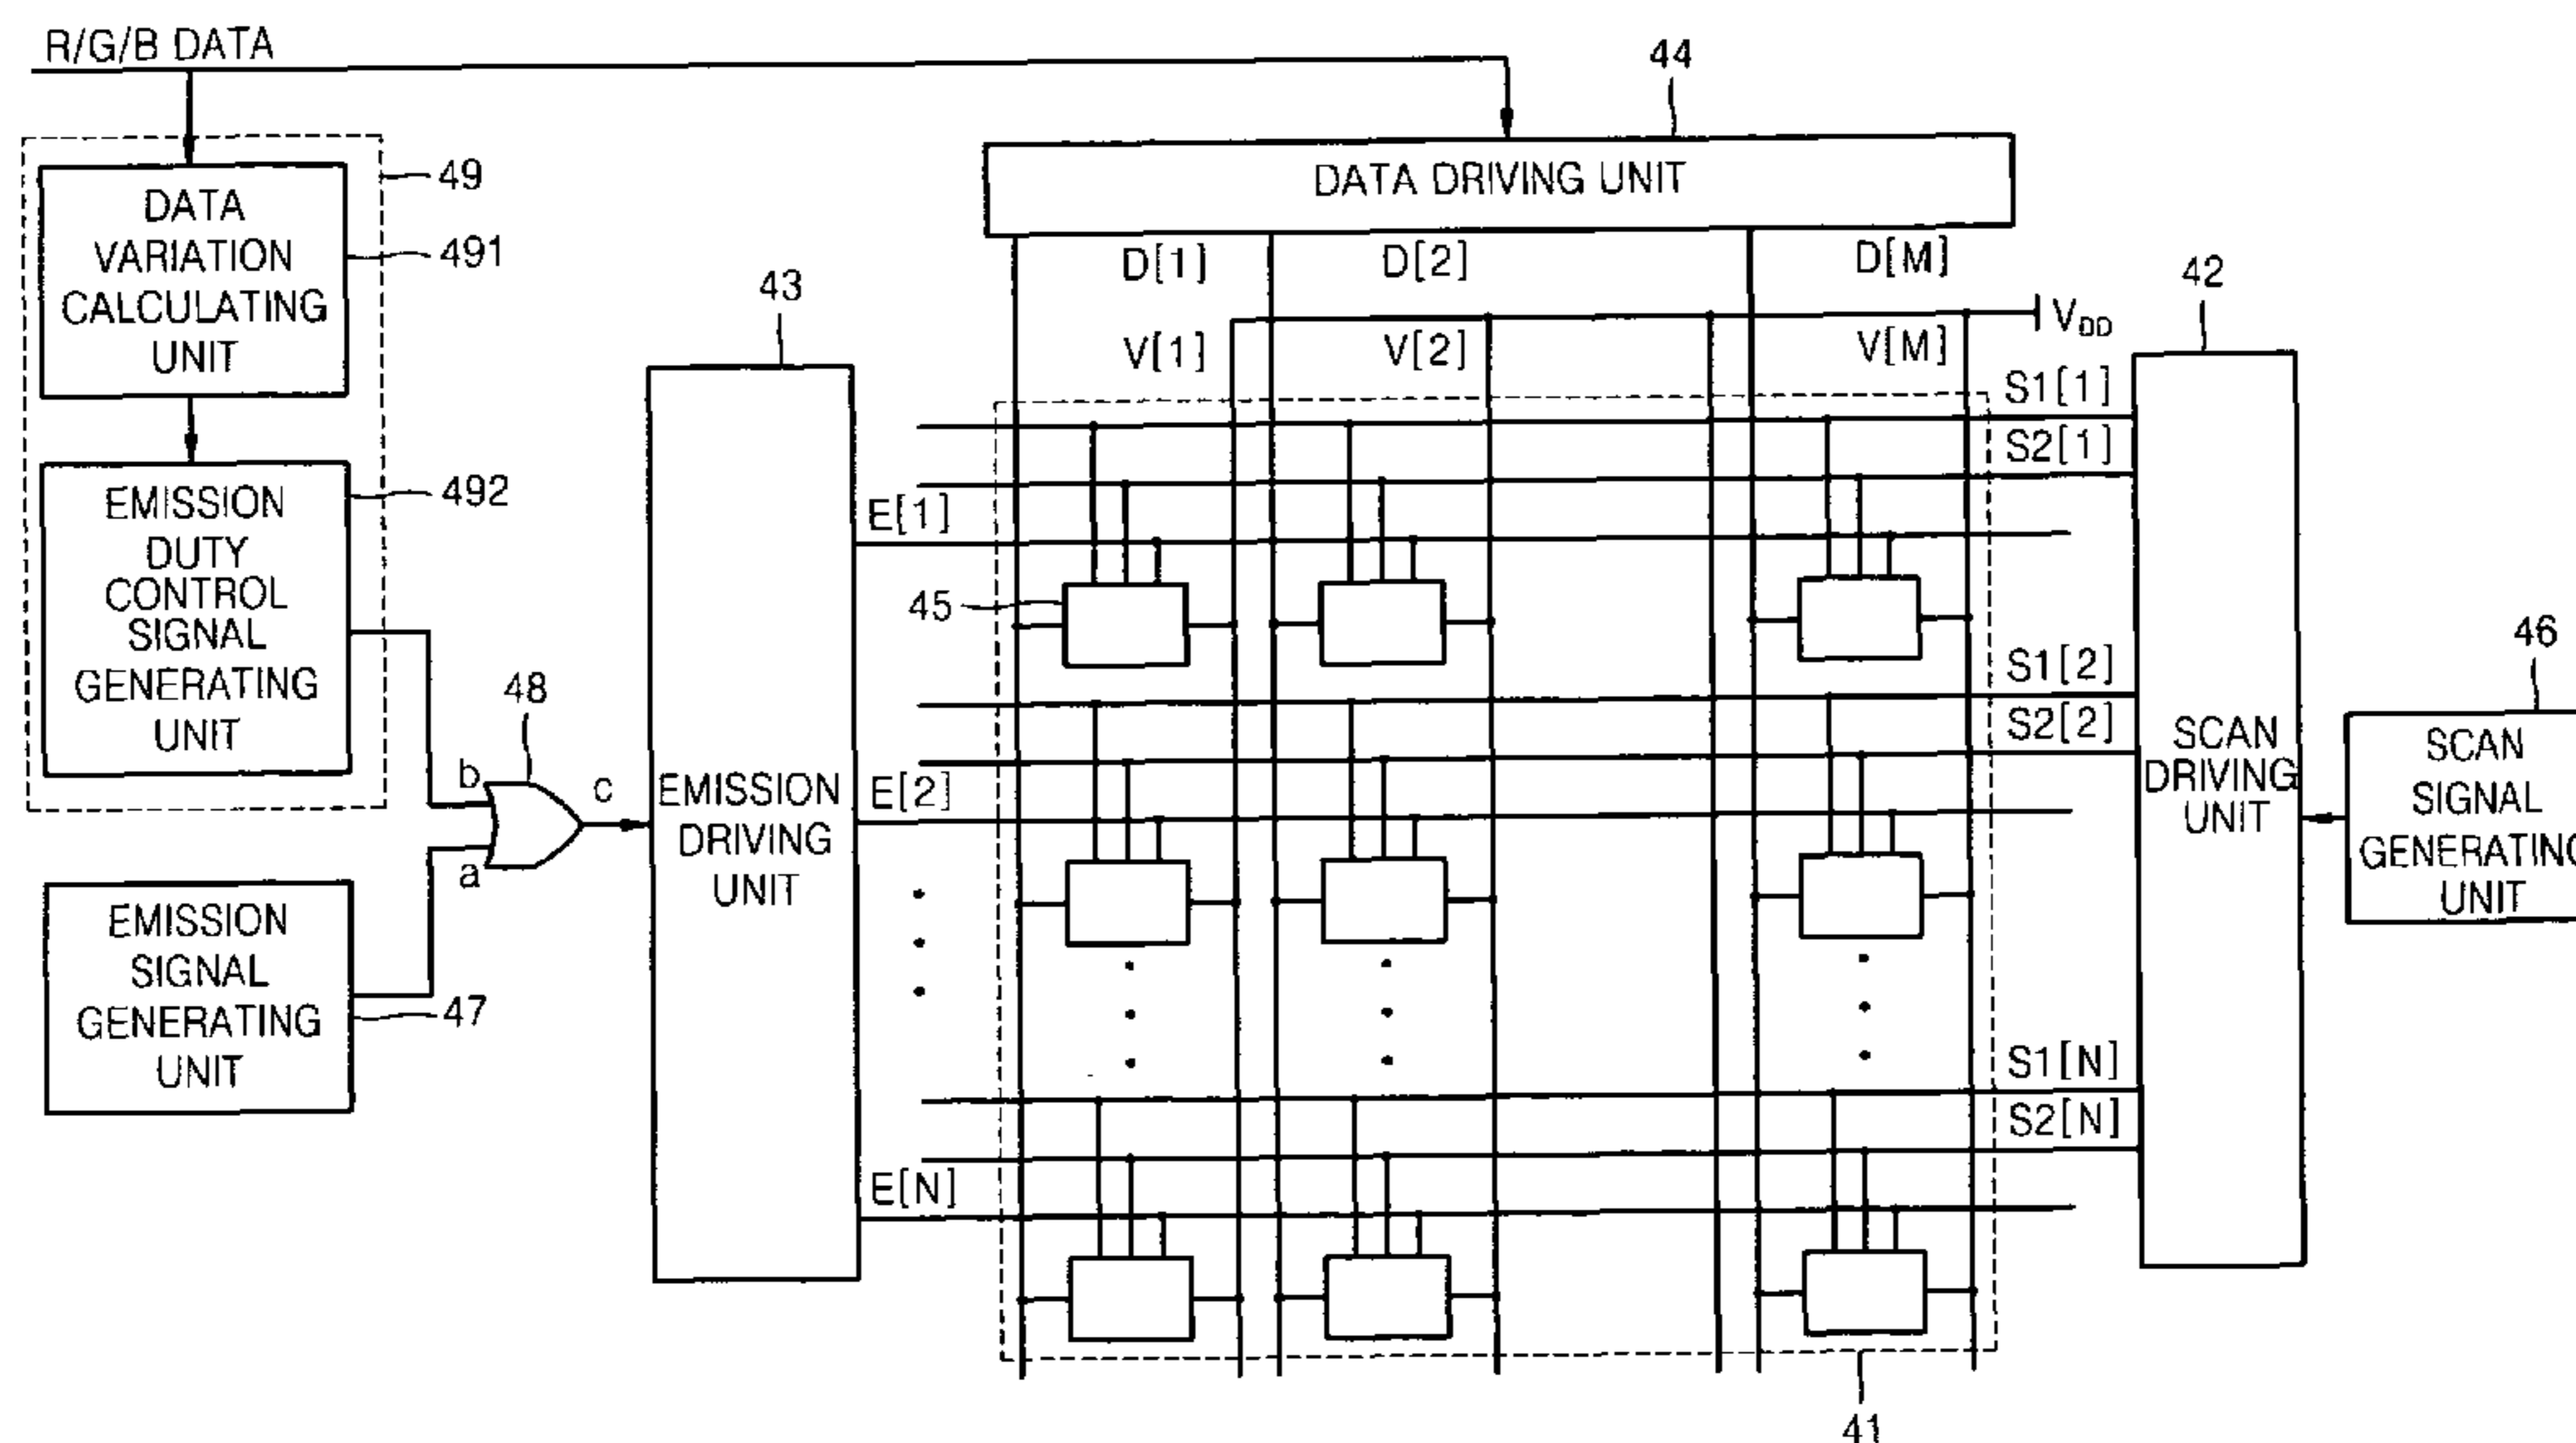 R/G/B DATA
44
DATA
VARIATION
CALCULATING
UNIT
49
491
DATA DRIVING UNIT
D[1]
D[2]
D[M]
43
42
V[1]
V[2]
V[M]
VDD
S1[1]
S2[1]
EMISSION
DUTY
CONTROL
SIGNAL
GENERATING
UNIT
492
E[1]
45
46
S1[2]
S2[2]
48
b
a
c
EMISSION
DRIVING
UNIT
E[2]
SCAN
DRIVING
UNIT
SCAN
SIGNAL
GENERATING
UNIT
EMISSION
SIGNAL
GENERATING
UNIT
47
S1[N]
S2[N]
E[N]
41